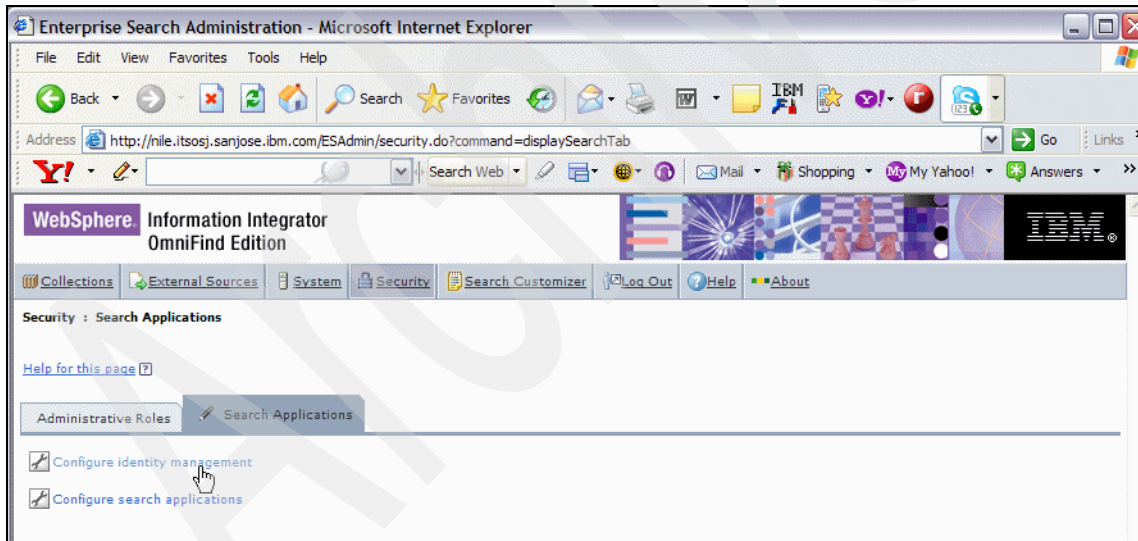 Enterprise Search Administration - Microsoft Internet Explorer
File Edit View Favorites Tools Help
Back Search Favorites
Address http://nile.itsosj.sanjose.ibm.com/ESAdmin/security.do?command=displaySearchTab Go Links
Y! Search Web Mail Shopping My Yahoo! Answers »
WebSphere. Information Integrator
OmniFind Edition
IBM®
Collections External Sources System Security Search Customizer Log Out Help About
Security : Search Applications
Help for this page ?
Administrative Roles Search Applications
Configure identity management
Configure search applications